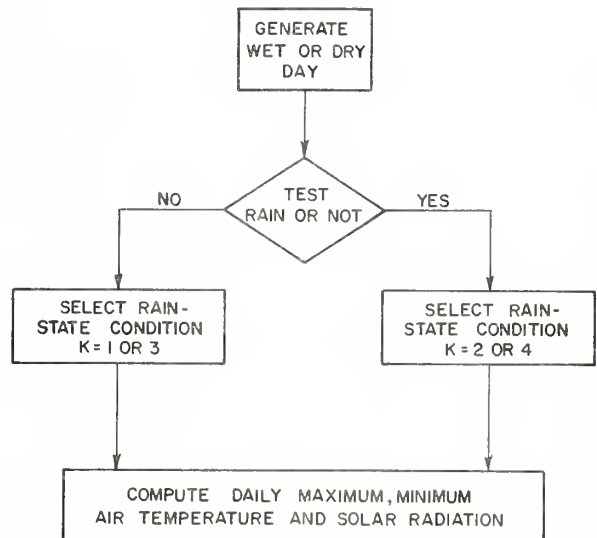 GENERATE
WET OR DRY
DAY
TEST
RAIN OR NOT
NO
YES
SELECT RAIN-
STATE CONDITION
K = 1 OR 3
SELECT RAIN-
STATE CONDITION
K = 2 OR 4
COMPUTE DAILY MAXIMUM, MINIMUM
AIR TEMPERATURE AND SOLAR RADIATION